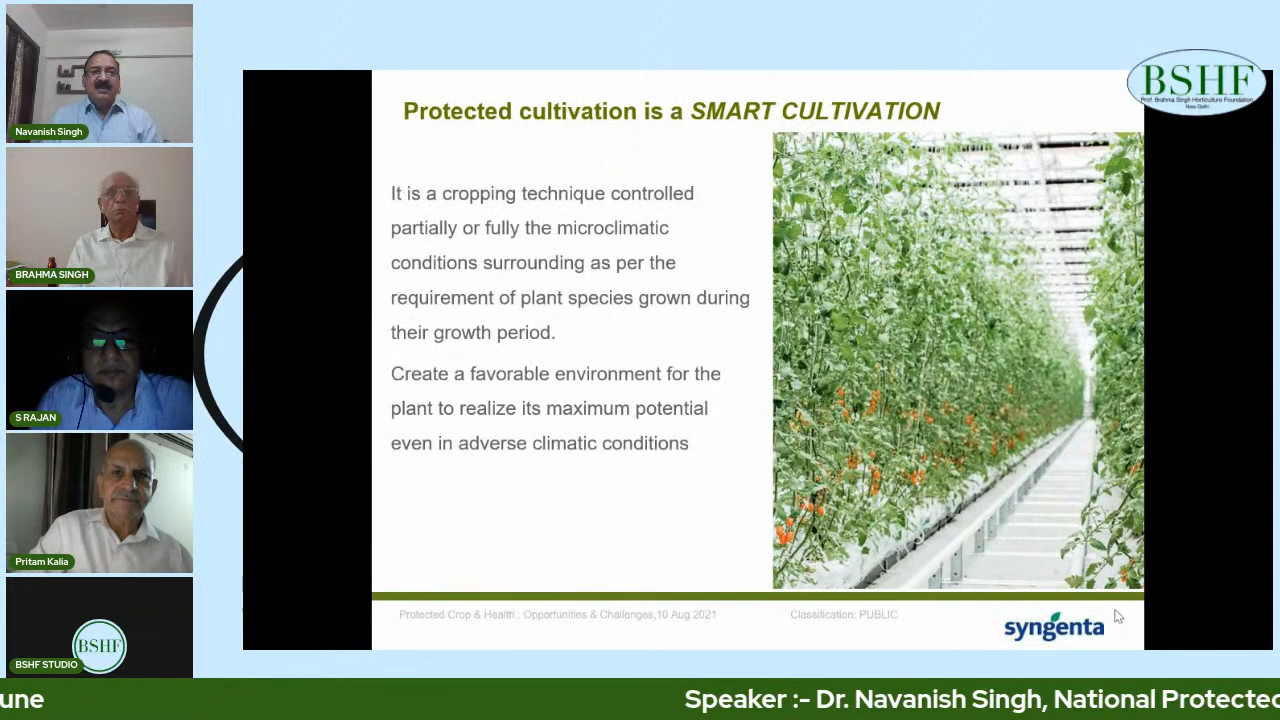 Navanish Singh
BRAHMA SINGH
S RAJAN
Pritam Kalia
BSHF
BSHF STUDIO
BSHF
Prof. Brahma Singh Horticulture Foundation
New Delhi
Protected cultivation is a SMART CULTIVATION
It is a cropping technique controlled
partially or fully the microclimatic
conditions surrounding as per the
requirement of plant species grown during
their growth period.
Create a favorable environment for the
plant to realize its maximum potential
even in adverse climatic conditions
Protected Crop & Health . Opportunities & Challenges,10 Aug 2021
Classification: PUBLIC
syngenta
une
Speaker :- Dr. Navanish Singh, National Protected